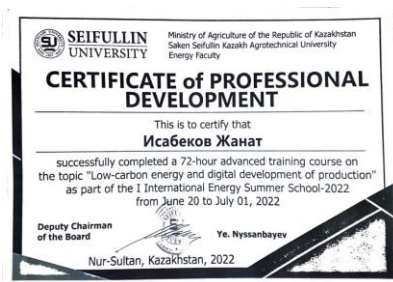 SEIFULLIN
UNIVERSITY
Ministry of Agriculture of the Republic of Kazakhstan
Saken Seifullin Kazakh Agrotechnical University
Energy Faculty
CERTIFICATE of PROFESSIONAL
DEVELOPMENT
This is to certify that
Исабеков Жанат
successfully completed a 72-hour advanced training course on
the topic "Low-carbon energy and digital development of production"
as part of the I International Energy Summer School-2022
from June 20 to July 01, 2022
Deputy Chairman
of the Board
Ye. Nyssanbayev
Nur-Sultan, Kazakhstan, 2022